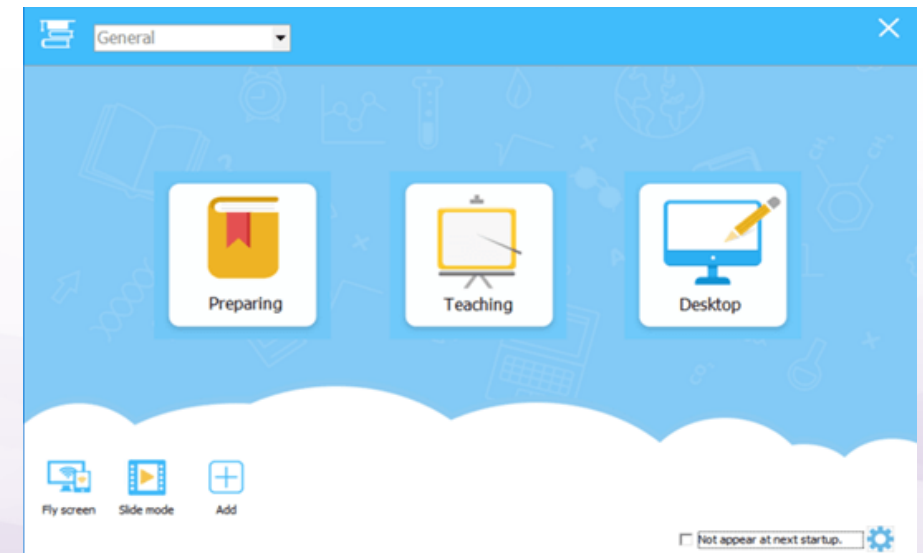 General
Preparing
Teaching
Desktop
Fly screen
Slide mode
Add
Not appear at next startup.